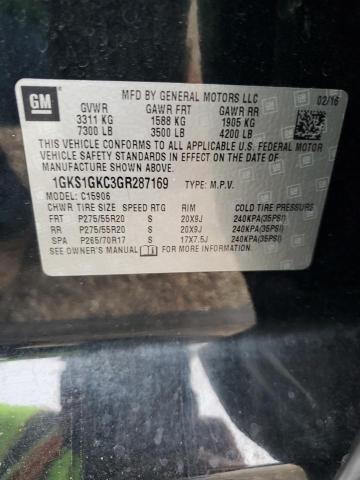 GM
MFD BY GENERAL MOTORS LLC 02/16
GVWR GAWR FRT GAWR RR
3311 KG 1588 KG 1905 KG
7300 LB 3500 LB 4200 LB
THIS VEHICLE CONFORMS TO ALL APPLICABLE U.S. FEDERAL MOTOR VEHICLE
SAFETY STANDARDS IN EFFECT ON THE DATE OF
MANUFACTURE SHOWN ABOVE.
1GKS1GKC3GR287169 TYPE: M.P.V.
MODEL: C15906
CHWR TIRE SIZE SPEED RTG RIM COLD TIRE PRESSURE
FRT P275/55R20 S 20X9J 240KPA(35PSI)
RR P275/55R20 S 20X9J 240KPA(35PSI)
SPA P265/70R17 S 17X7.5J 240KPA(35PSI)
SEE OWNER'S MANUAL FOR MORE INFORMATION.